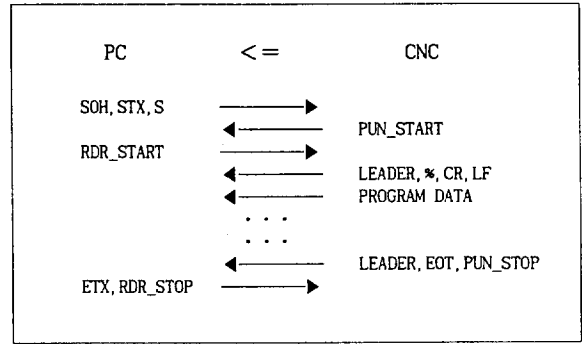 PC <= CNC
SOH, STX, S
PUN_START
RDR_START
LEADER, %, CR, LF
PROGRAM DATA
. . .
. . .
LEADER, EOT, PUN_STOP
ETX, RDR_STOP